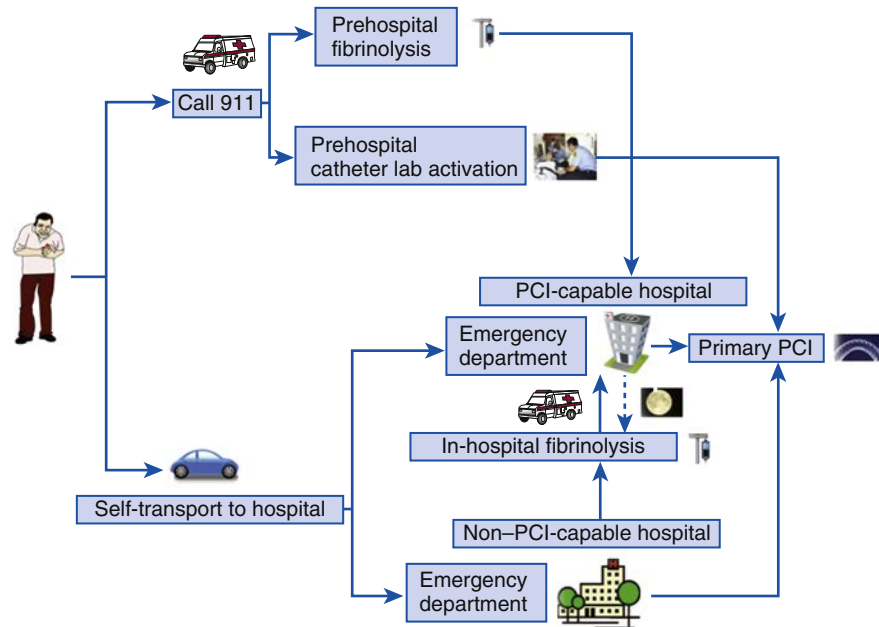 Prehospital
fibrinolysis
Call 911
Prehospital
catheter lab activation
PCI-capable hospital
Emergency
department
Primary PCI
In-hospital fibrinolysis
Self-transport to hospital
Non–PCI-capable hospital
Emergency
department
H